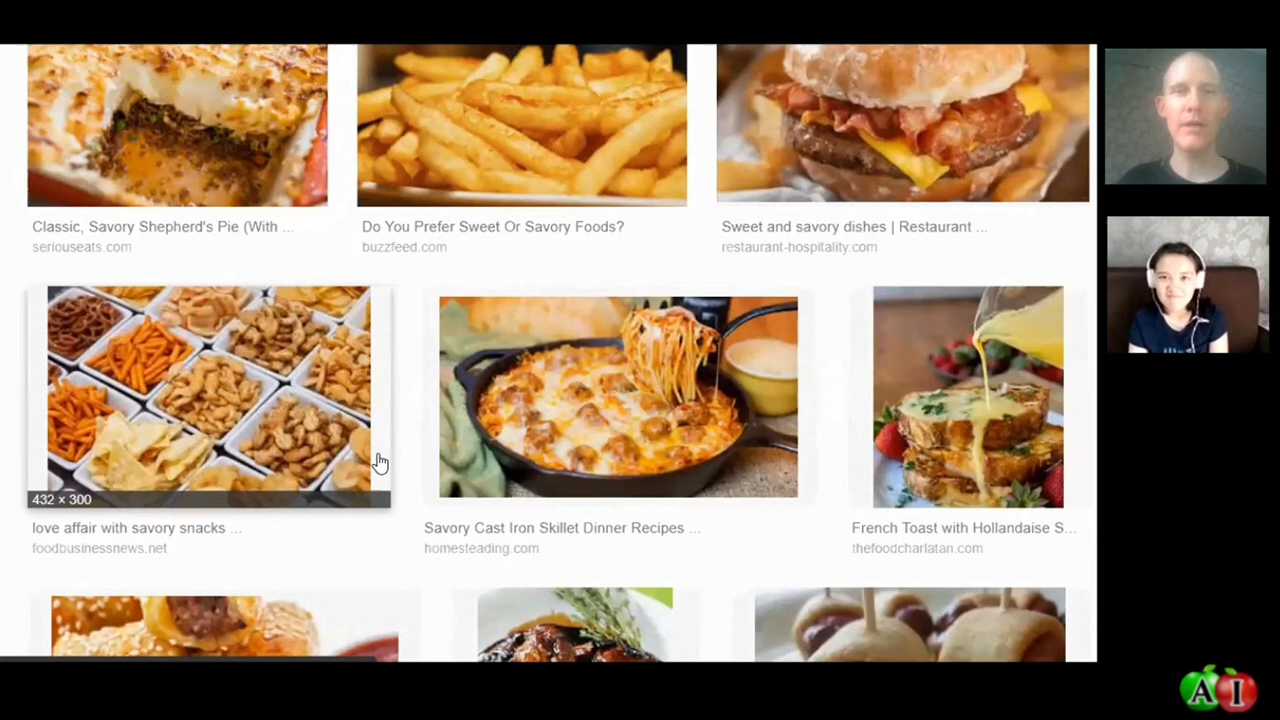 Classic, Savory Shepherd's Pie (With ...
seriouseats.com
Do You Prefer Sweet Or Savory Foods?
buzzfeed.com
Sweet and savory dishes | Restaurant ...
restaurant-hospitality.com
432 × 300
love affair with savory snacks ...
foodbusinessnews.net
Savory Cast Iron Skillet Dinner Recipes ...
homesteading.com
French Toast with Hollandaise S...
thefoodcharlatan.com
A I